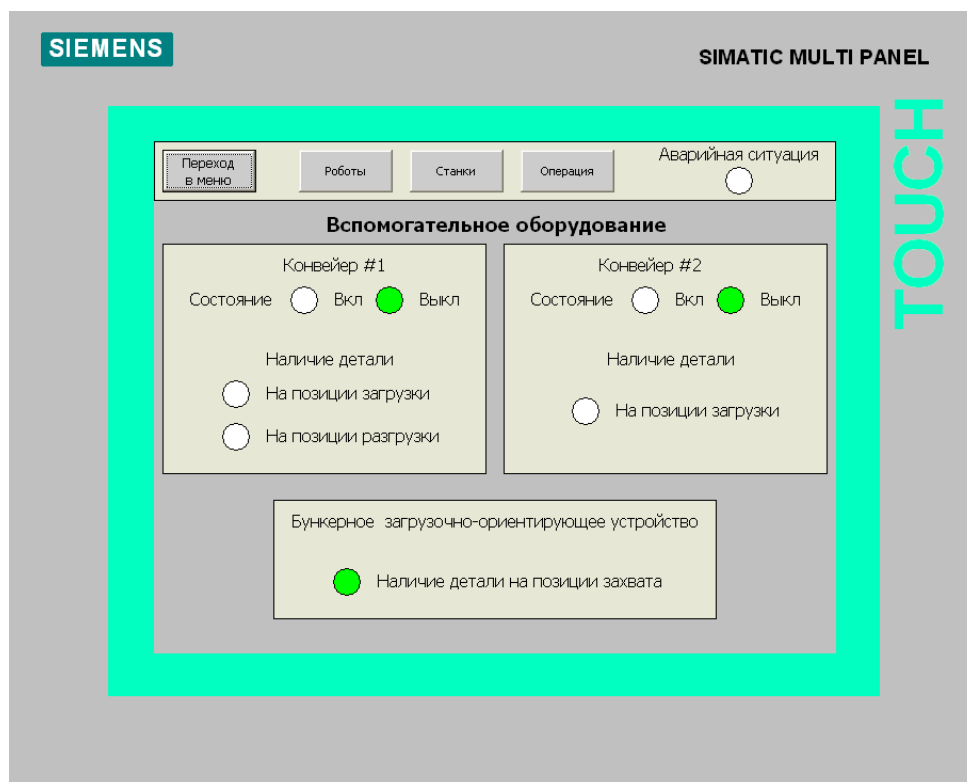 SIEMENS
SIMATIC MULTI PANEL
TOUCH
Переход
в меню
Роботы
Станки
Операция
Аварийная ситуация
Вспомогательное оборудование
Конвейер #1
Состояние Вкл Выкл
Наличие детали
На позиции загрузки
На позиции разгрузки
Конвейер #2
Состояние Вкл Выкл
Наличие детали
На позиции загрузки
Бункерное загрузочно-ориентирующее устройство
Наличие детали на позиции захвата